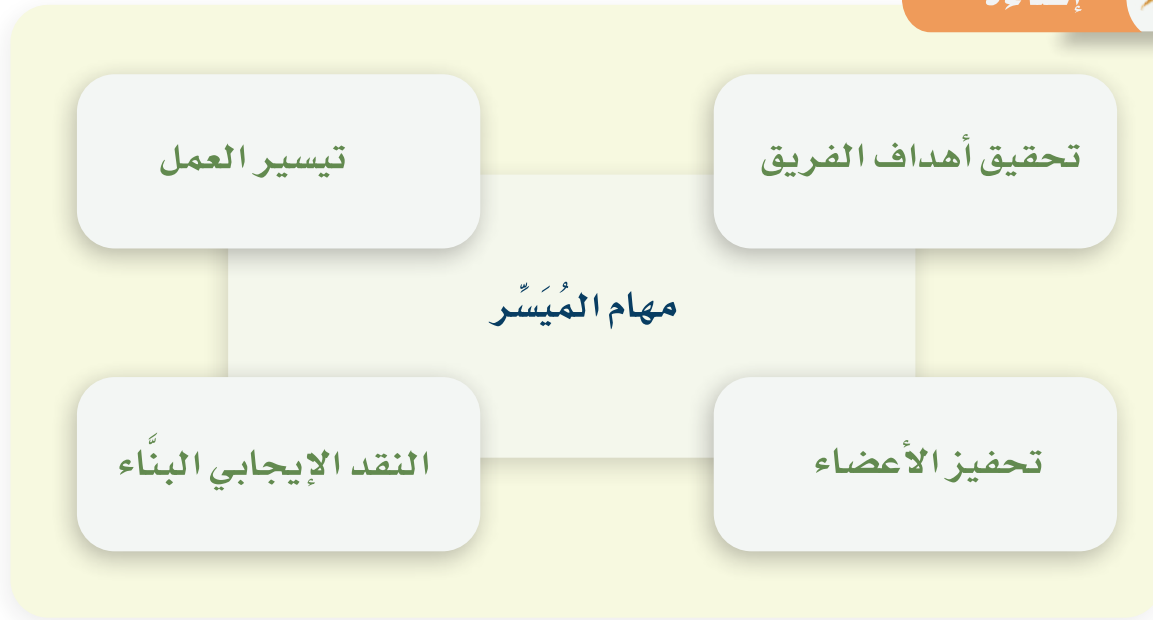 تحقيق أهداف الفريق
تيسير العمل
مهام المُيَسِّر
تحفيز الأعضاء
النقد الإيجابي البنَّاء